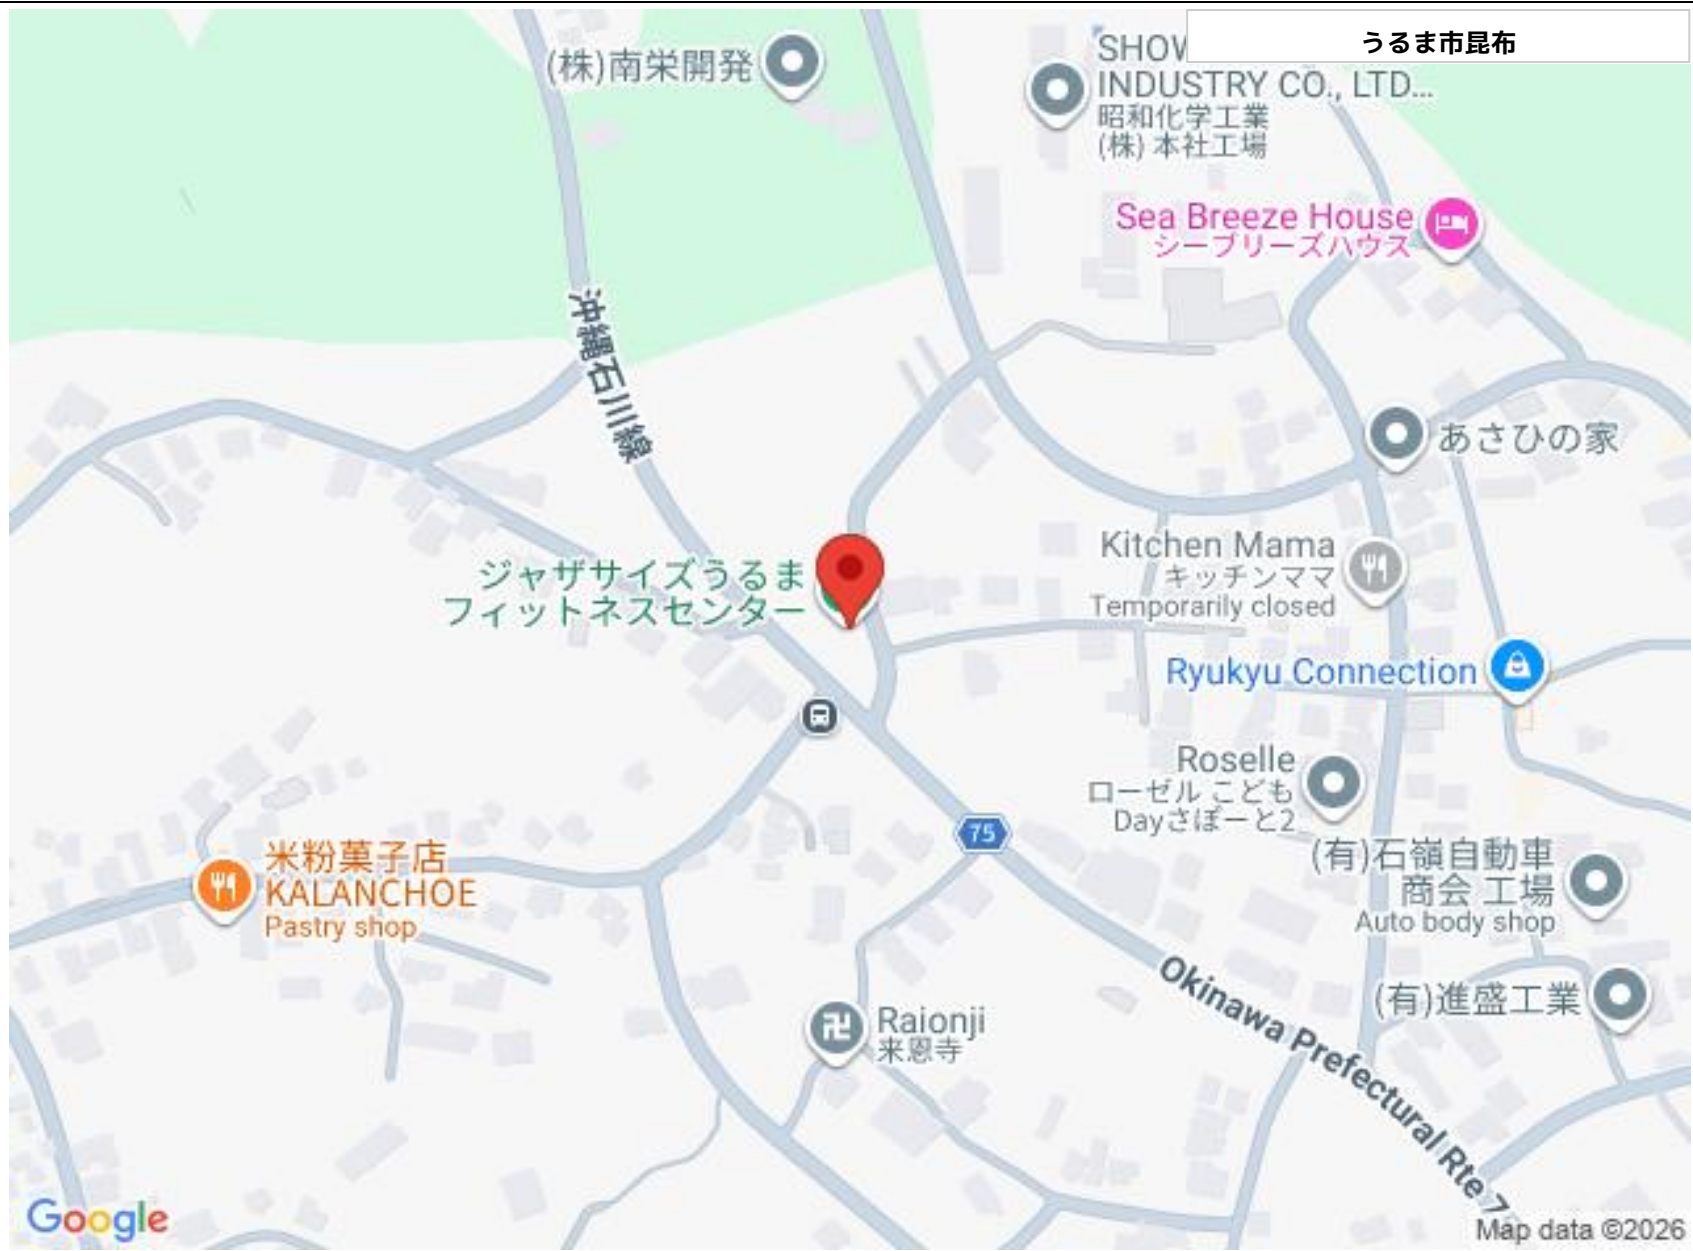 うるま市昆布
(株)南栄開発
INDUSTRY CO., LTD...
昭和化学工業
(株) 本社工場
Sea Breeze House
シーブリーズハウス
沖縄石川線
あさひの家
Kitchen Mama
キッチンママ
Temporarily closed
ジャザサイズうるま
フィットネスセンター
Ryukyu Connection
Roselle
ローゼル こども
Dayさぽーと2
75
(有)石嶺自動車
商会 工場
Auto body shop
米粉菓子店
KALANCHOE
Pastry shop
(有)進盛工業
Okinawa Prefectural Rte 7
Raionji
来恩寺
Google
Map data ©2026